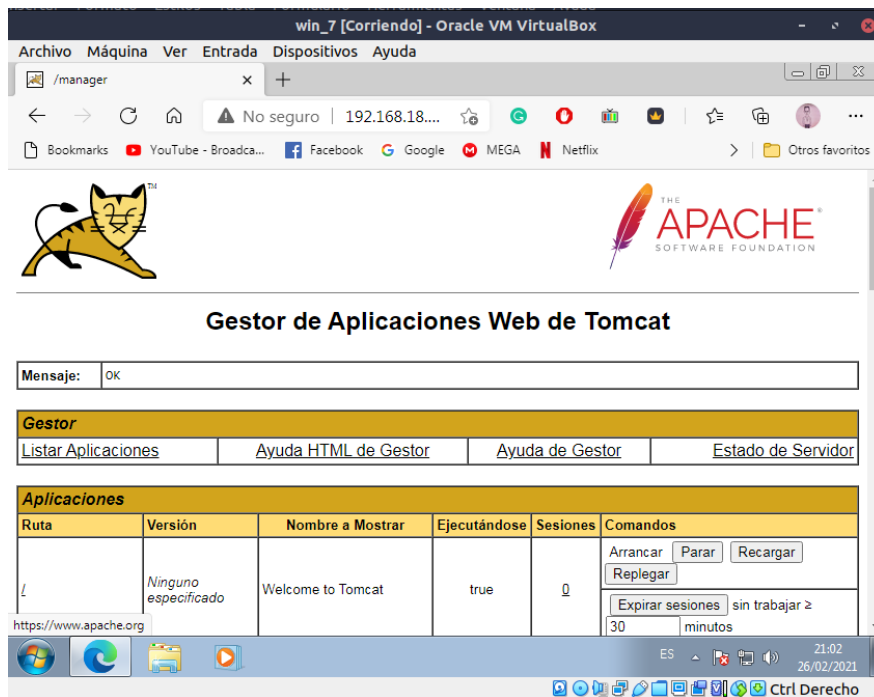 win_7 [Corriendo] - Oracle VM VirtualBox
Archivo Máquina Ver Entrada Dispositivos Ayuda
/manager
No seguro | 192.168.18....
Bookmarks YouTube - Broadca... Facebook Google MEGA Netflix Otros favoritos
TM
THE
APACHE®
SOFTWARE FOUNDATION
Gestor de Aplicaciones Web de Tomcat
Mensaje: OK
Gestor
Listar Aplicaciones Ayuda HTML de Gestor Ayuda de Gestor Estado de Servidor
Aplicaciones
Ruta Versión Nombre a Mostrar Ejecutándose Sesiones Comandos
Arrancar Parar Recargar
Replegar
/ Ninguno especificado Welcome to Tomcat true 0
Expirar sesiones sin trabajar ≥
30 minutos
https://www.apache.org
ES 21:02
26/02/2021
Ctrl Derecho